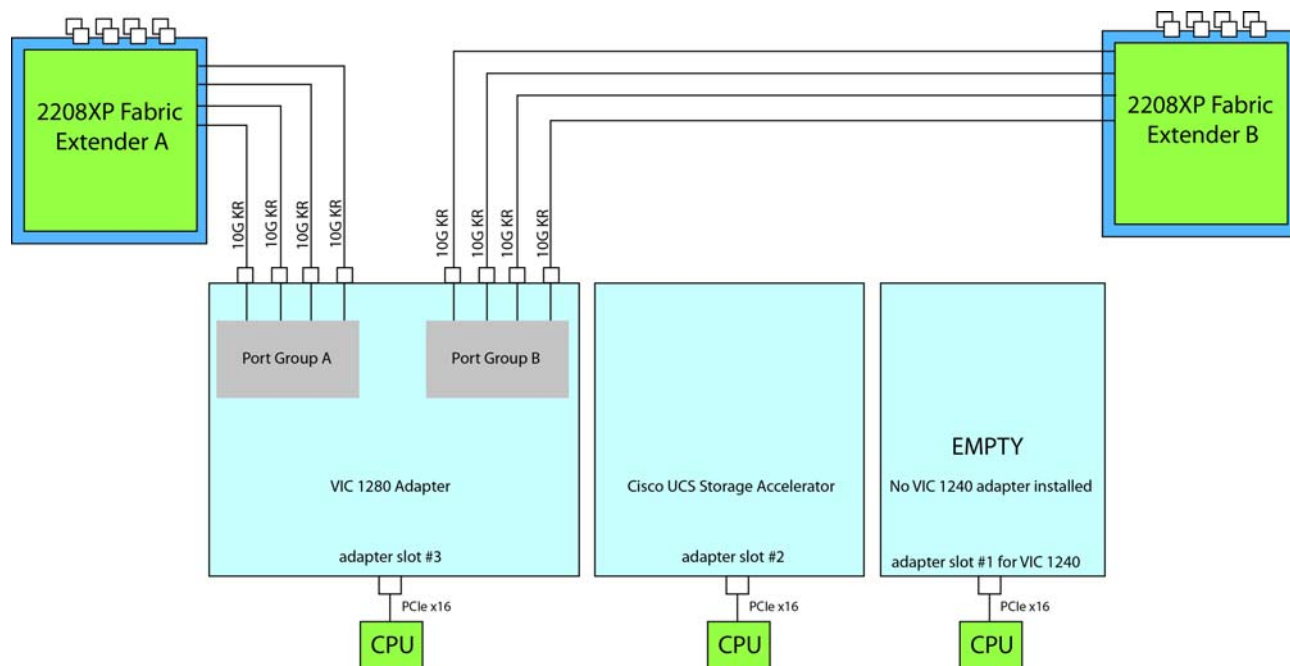 2208XP Fabric
Extender A
2208XP Fabric
Extender B
10G KR
10G KR
10G KR
10G KR
10G KR
10G KR
10G KR
10G KR
Port Group A
Port Group B
VIC 1280 Adapter
adapter slot #3
Cisco UCS Storage Accelerator
adapter slot #2
EMPTY
No VIC 1240 adapter installed
adapter slot #1 for VIC 1240
PCIe x16
PCIe x16
PCIe x16
CPU
CPU
CPU